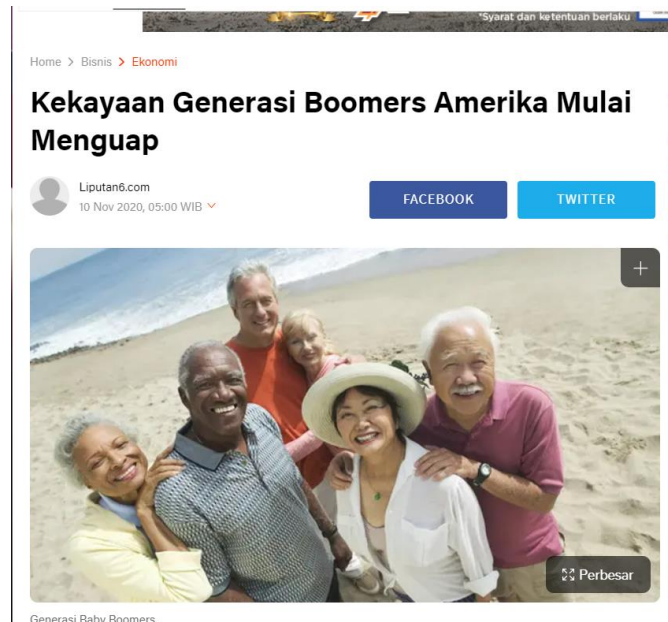 *Syarat dan ketentuan berlaku
Home > Bisnis > Ekonomi
Kekayaan Generasi Boomers Amerika Mulai
Menguap
Liputan6.com
10 Nov 2020, 05:00 WIB
FACEBOOK
TWITTER
Perbesar
Generasi Baby Boomers